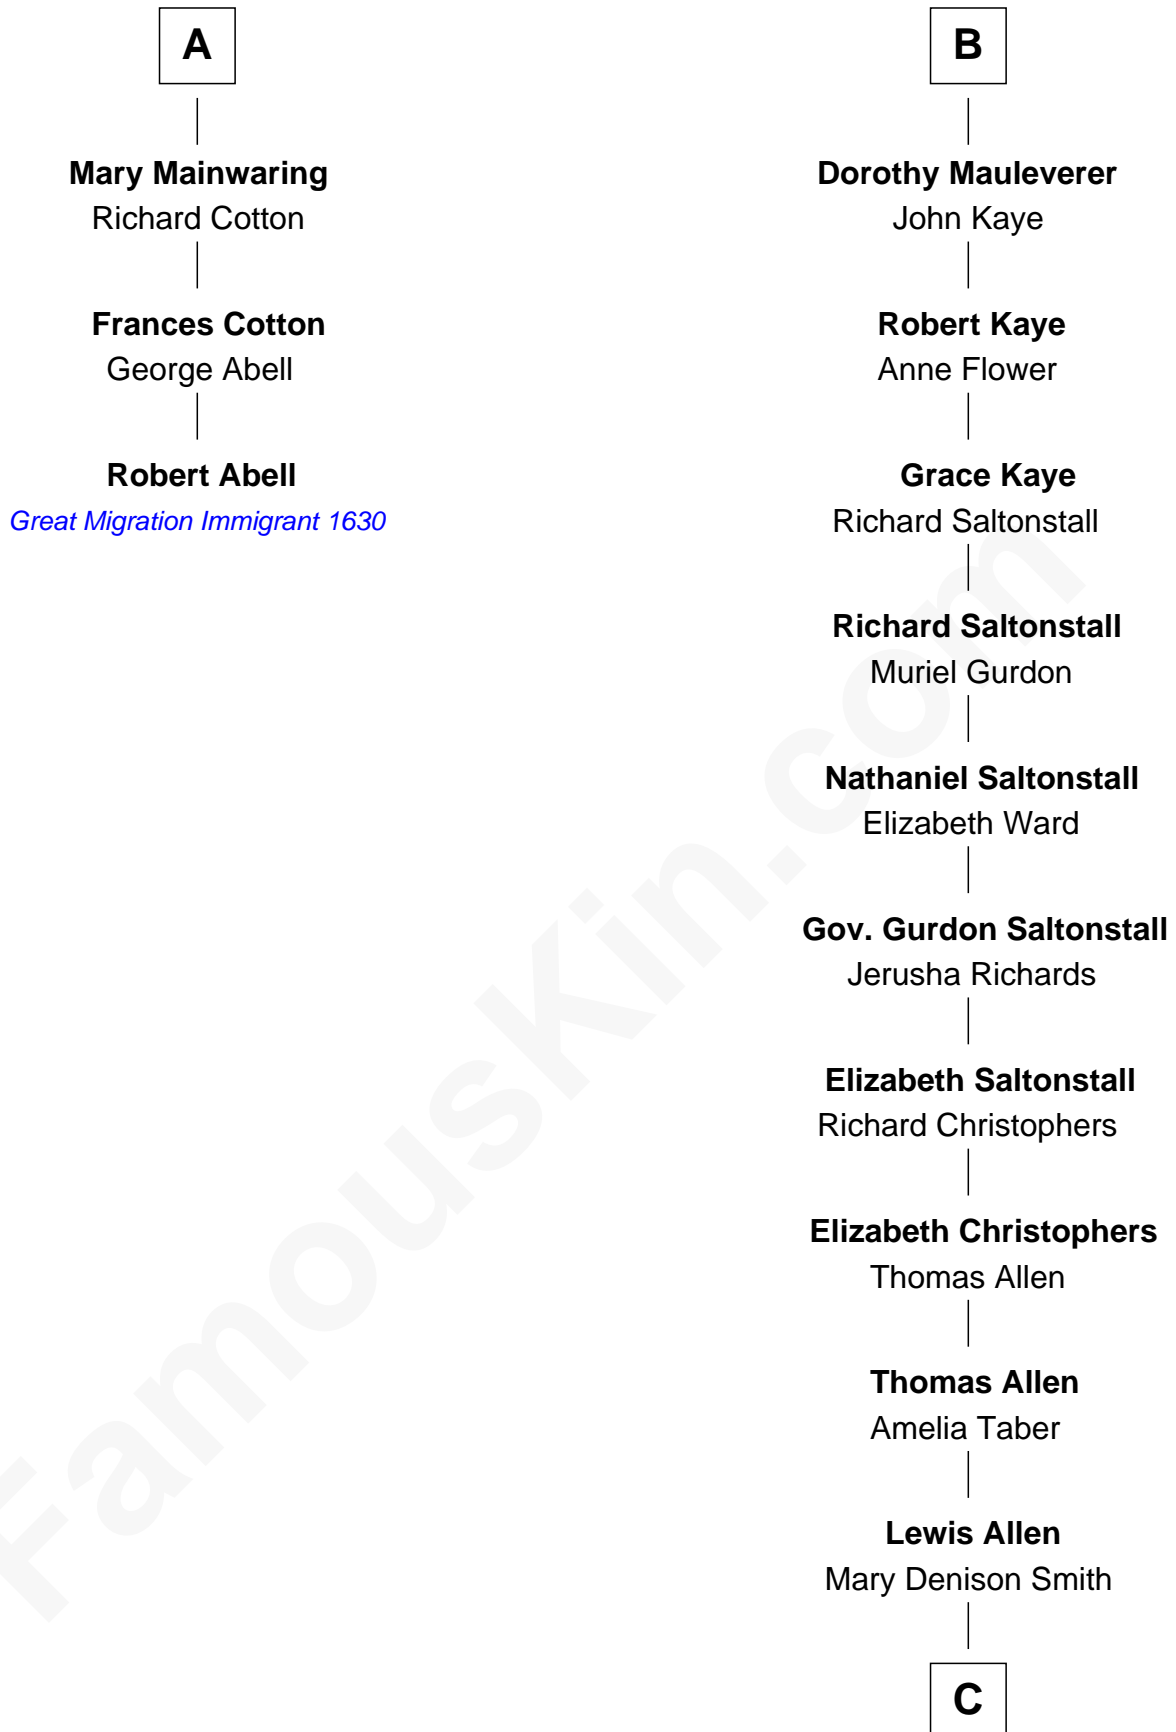 A
Mary Mainwaring
Richard Cotton
Frances Cotton
George Abell
Robert Abell
Great Migration Immigrant 1630
B
Dorothy Mauleverer
John Kaye
Robert Kaye
Anne Flower
Grace Kaye
Richard Saltonstall
Richard Saltonstall
Muriel Gurdon
Nathaniel Saltonstall
Elizabeth Ward
Gov. Gurdon Saltonstall
Jerusha Richards
Elizabeth Saltonstall
Richard Christophers
Elizabeth Christophers
Thomas Allen
Thomas Allen
Amelia Taber
Lewis Allen
Mary Denison Smith
C
FamousKin.com